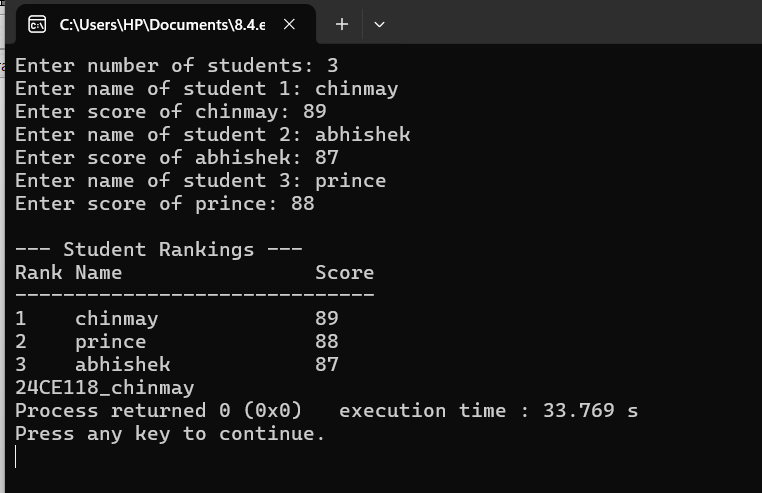 C:\Users\HP\Documents\8.4.e
Enter number of students: 3
Enter name of student 1: chinmay
Enter score of chinmay: 89
Enter name of student 2: abhishek
Enter score of abhishek: 87
Enter name of student 3: prince
Enter score of prince: 88
--- Student Rankings ---
Rank Name                Score
------------------------------
1    chinmay             89
2    prince              88
3    abhishek            87
24CE118_chinmay
Process returned 0 (0x0)   execution time : 33.769 s
Press any key to continue.